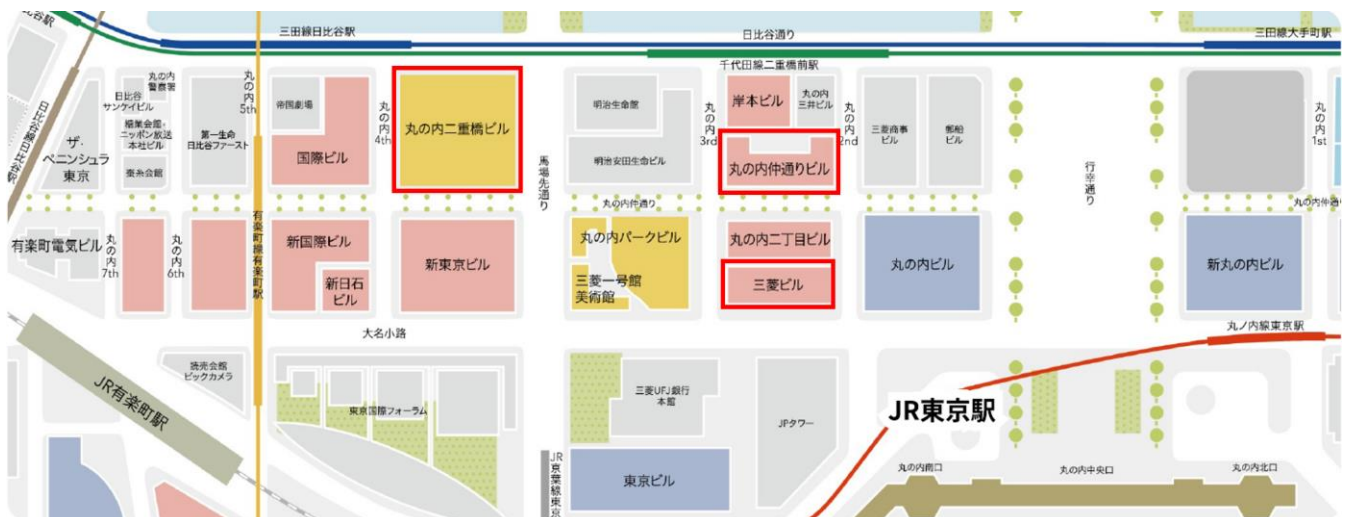 三田線日比谷駅
日比谷通り
三田線大手町駅
千代田線二重橋前駅
日比谷線日比谷駅
丸の内
警察署
日比谷
サンケイビル
ニッポン放送
本社ビル
ザ・
ペニンシュラ
東京
第一生命
日比谷ファースト
丸の内5th
帝国劇場
国際ビル
丸の内4th
丸の内二重橋ビル
馬場先通り
明治生命館
明治安田生命ビル
丸の内3rd
岸本ビル
丸の内
三井ビル
丸の内仲通りビル
丸の内2nd
三菱商事
ビル
郵船
ビル
行幸通り
丸の内1st
丸の内仲通り
丸の内仲通
有楽町電気ビル
丸の内7th
丸の内6th
有楽町線有楽町駅
新国際ビル
新日石
ビル
新東京ビル
丸の内パークビル
三菱一号館
美術館
丸の内二丁目ビル
三菱ビル
丸の内ビル
新丸の内ビル
大名小路
丸ノ内線東京駅
JR有楽町駅
読売会館
ビックカメラ
東京国際フォーラム
JR京葉線東京
三菱UFJ銀行
本館
東京ビル
JPタワー
JR東京駅
丸の内南口
丸の内中央口
丸の内北口